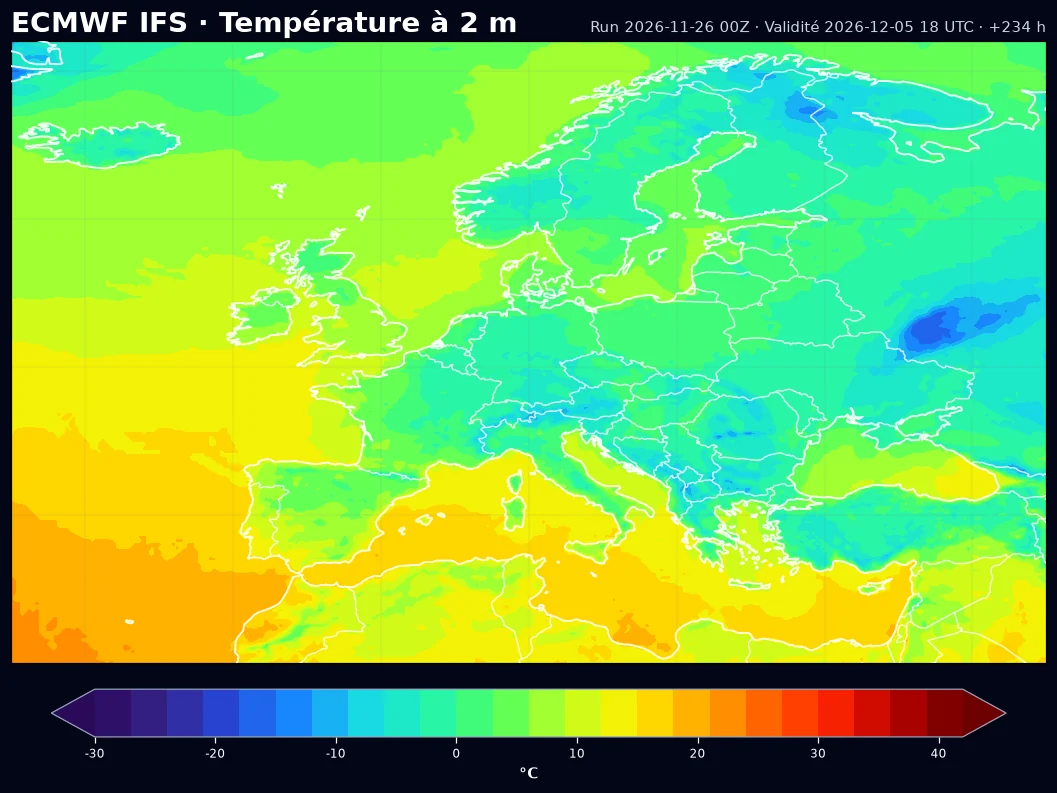 ECMWF IFS · Température à 2 m
Run 2026-11-26 00Z · Validité 2026-12-05 18 UTC · +234 h
-30 -20 -10 0 10 20 30 40
°C